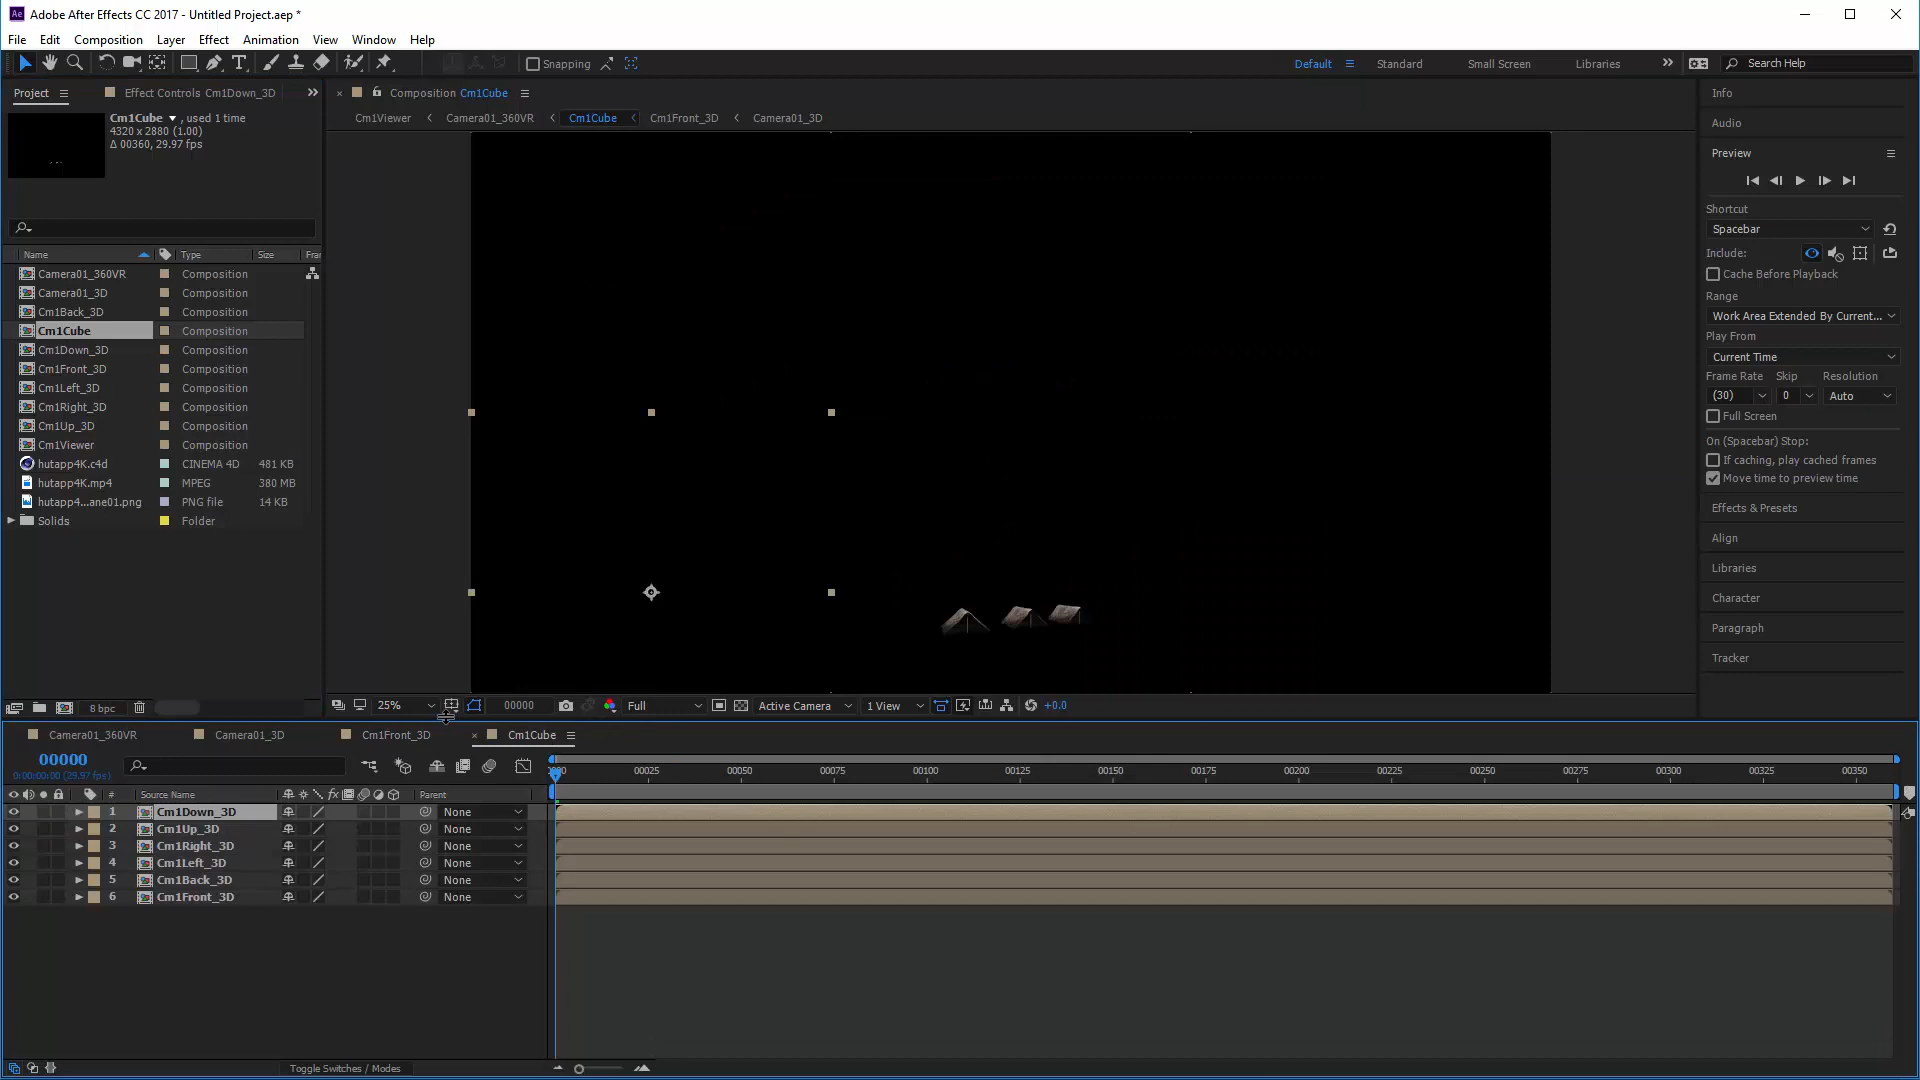 Adobe After Effects CC 2017 - Untitled Project.aep *
File Edit Composition Layer Effect Animation View Window Help
Snapping
Default Standard Small Screen Libraries Search Help
Project Effect Controls Cm1Down_3D
Composition Cm1Cube
Cm1Viewer Camera01_360VR Cm1Cube Cm1Front_3D Camera01_3D
Cm1Cube , used 1 time
4320 x 2880 (1.00)
Δ 00360, 29.97 fps
Name Type Size Frar
Camera01_360VR Composition
Camera01_3D Composition
Cm1Back_3D Composition
Cm1Cube Composition
Cm1Down_3D Composition
Cm1Front_3D Composition
Cm1Left_3D Composition
Cm1Right_3D Composition
Cm1Up_3D Composition
Cm1Viewer Composition
hutapp4K.c4d CINEMA 4D 481 KB
hutapp4K.mp4 MPEG 380 MB
hutapp4...ane01.png PNG file 14 KB
Solids Folder
8 bpc
25% 00000 Full Active Camera 1 View +0.0
Info
Audio
Preview
Shortcut
Spacebar
Include:
Cache Before Playback
Range
Work Area Extended By Current...
Play From
Current Time
Frame Rate Skip Resolution
(30) 0 Auto
Full Screen
On (Spacebar) Stop:
If caching, play cached frames
Move time to preview time
Effects & Presets
Align
Libraries
Character
Paragraph
Tracker
Camera01_360VR Camera01_3D Cm1Front_3D Cm1Cube
00000
0:00:00:00 (29.97 fps)
00025 00050 00075 00100 00125 00150 00175 00200 00225 00250 00275 00300 00325 00350
# Source Name fx Parent
1 Cm1Down_3D None
2 Cm1Up_3D None
3 Cm1Right_3D None
4 Cm1Left_3D None
5 Cm1Back_3D None
6 Cm1Front_3D None
Toggle Switches / Modes